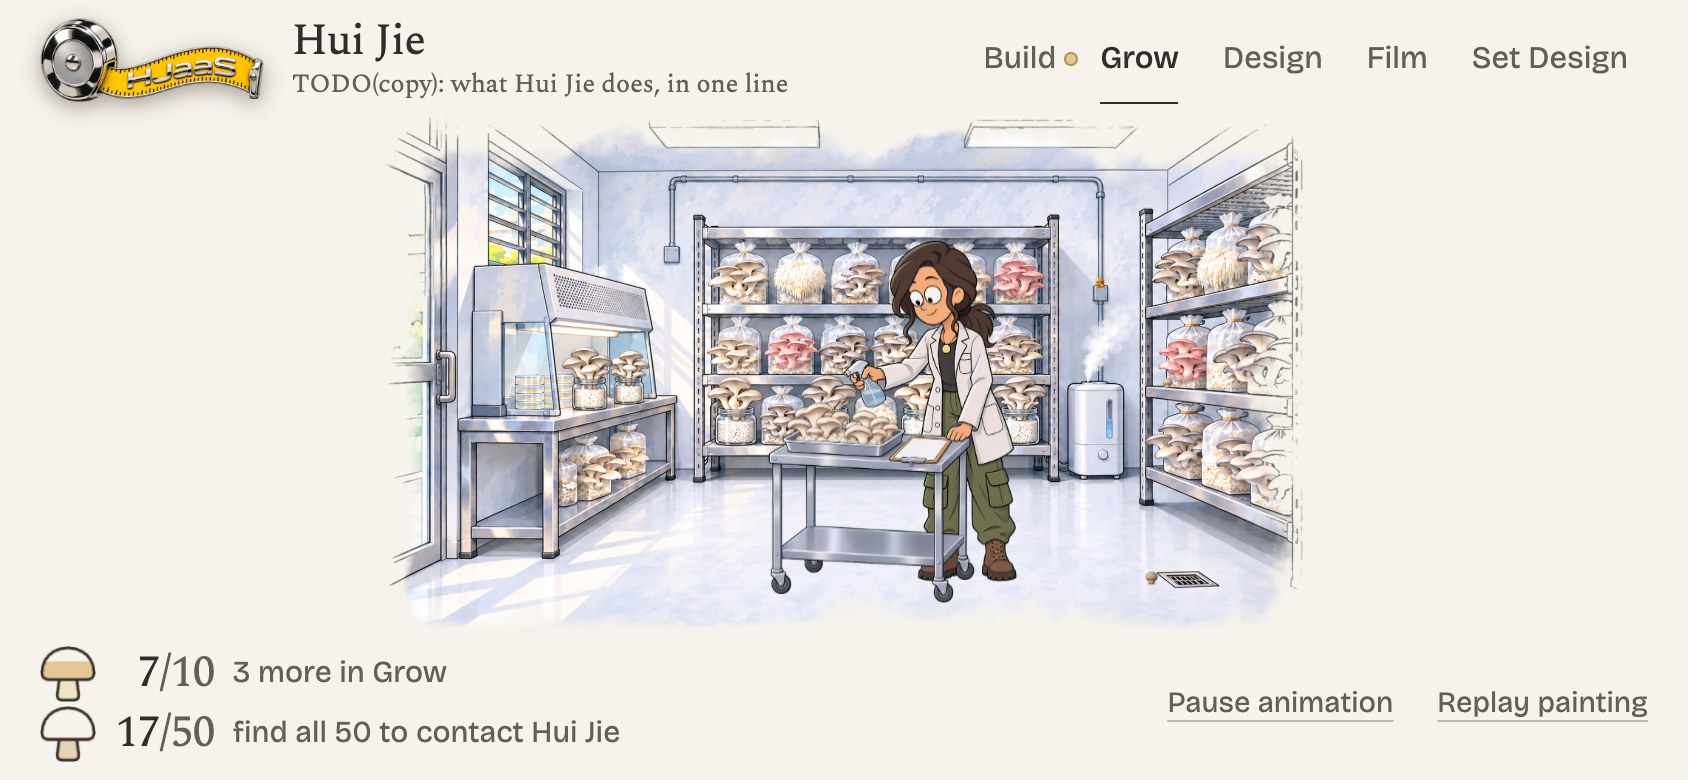 HJaaS
Hui Jie
TODO(copy): what Hui Jie does, in one line
Build Grow Design Film Set Design
7/10 3 more in Grow
17/50 find all 50 to contact Hui Jie
Pause animation Replay painting